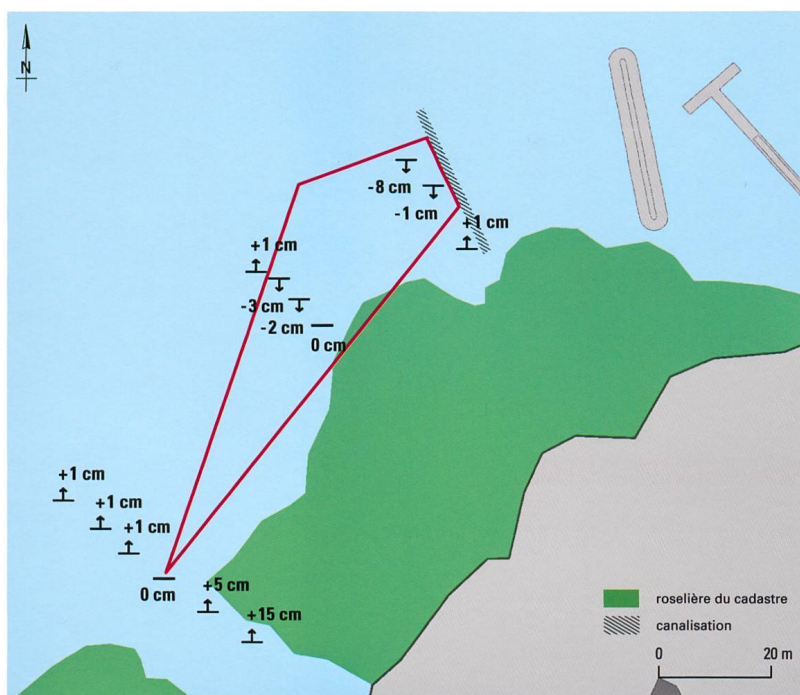 N
-8 cm
-1 cm
+1 cm
+1 cm
-3 cm
-2 cm
0 cm
+1 cm
+1 cm
+1 cm
0 cm
+5 cm
+15 cm
roselière du cadastre
canalisation
0 20 m